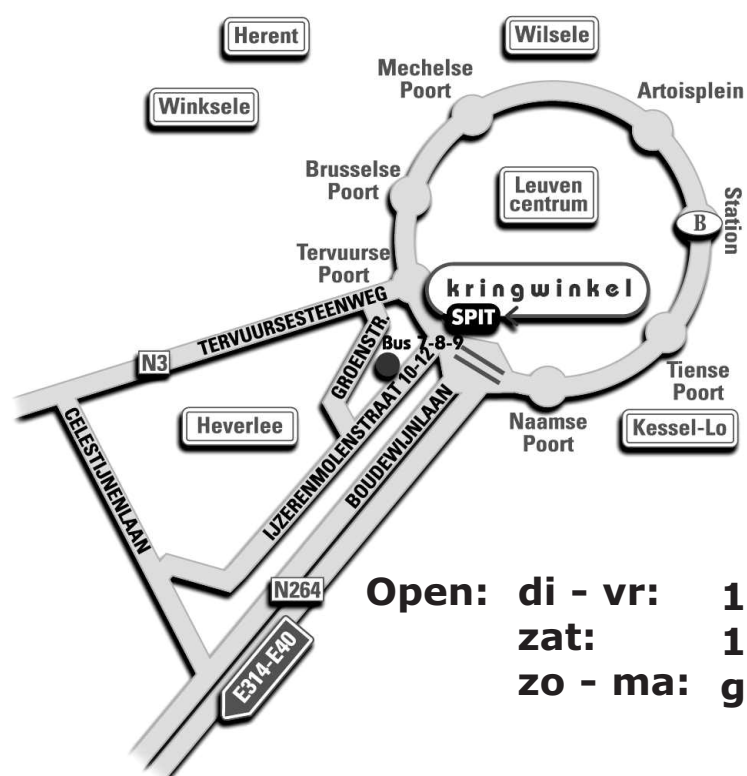 Herent
Wilsele
Mechelse
Poort
Artoisplein
Winksele
Brusselse
Poort
Leuven
centrum
Station
B
Tervuurse
Poort
kringwinkel
SPIT
TERVUURSESTEENWEG
N3
GROENSTR.
Bus 7-8-9
Tiense
Poort
Naamse
Poort
Kessel-Lo
Heverlee
CELESTIJNENLAAN
IJZERENMOLENSTRAAT 10-12
BOUDEWIJNLAAN
N264
E314-E40
Open: di - vr: 1
zat: 1
zo - ma: g